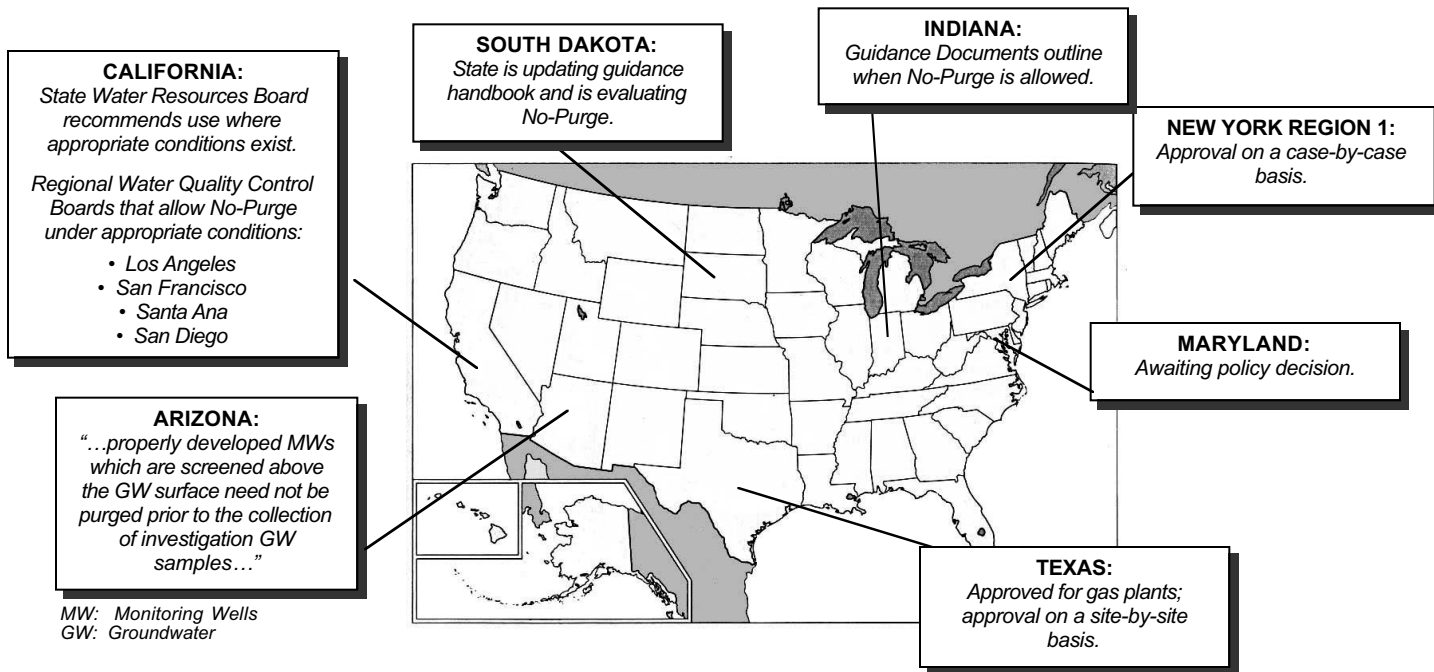 CALIFORNIA:
State Water Resources Board
recommends use where
appropriate conditions exist.
Regional Water Quality Control
Boards that allow No-Purge
under appropriate conditions:
• Los Angeles
• San Francisco
• Santa Ana
• San Diego
SOUTH DAKOTA:
State is updating guidance
handbook and is evaluating
No-Purge.
INDIANA:
Guidance Documents outline
when No-Purge is allowed.
NEW YORK REGION 1:
Approval on a case-by-case
basis.
MARYLAND:
Awaiting policy decision.
ARIZONA:
“…properly developed MWs
which are screened above
the GW surface need not be
purged prior to the collection
of investigation GW
samples…”
TEXAS:
Approved for gas plants;
approval on a site-by-site
basis.
MW: Monitoring Wells
GW: Groundwater